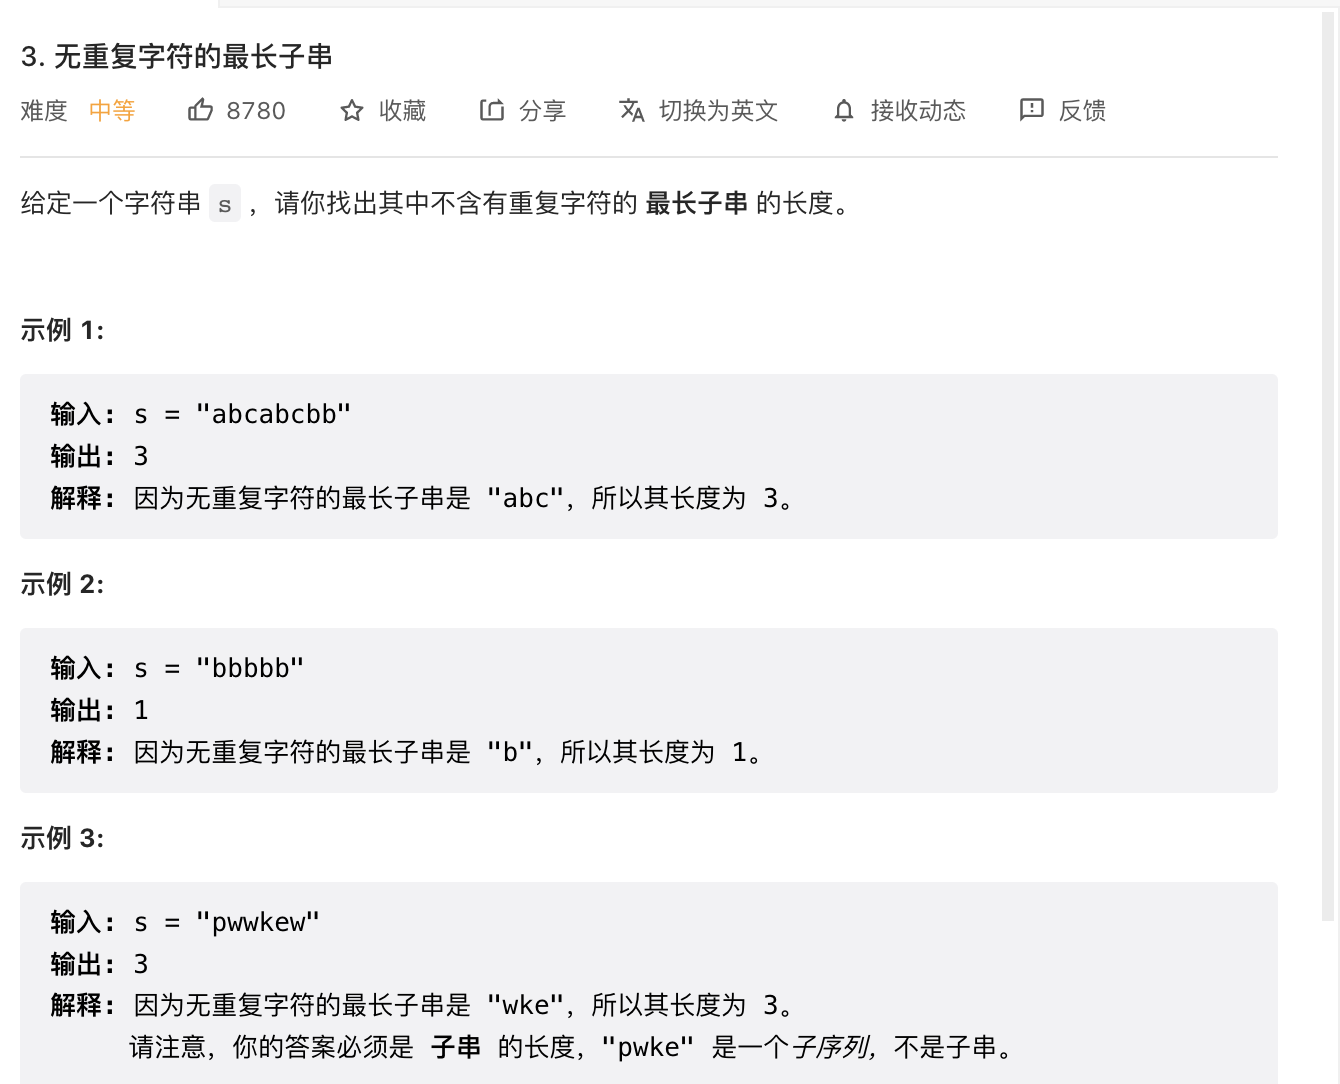 3. 无重复字符的最长子串
难度 中等 8780 收藏 分享 切换为英文 接收动态 反馈
给定一个字符串 s ，请你找出其中不含有重复字符的 最长子串 的长度。
示例 1:
输入: s = "abcabcbb"
输出: 3
解释: 因为无重复字符的最长子串是 "abc"，所以其长度为 3。
示例 2:
输入: s = "bbbbb"
输出: 1
解释: 因为无重复字符的最长子串是 "b"，所以其长度为 1。
示例 3:
输入: s = "pwwkew"
输出: 3
解释: 因为无重复字符的最长子串是 "wke"，所以其长度为 3。
请注意，你的答案必须是 子串 的长度，"pwke" 是一个子序列，不是子串。